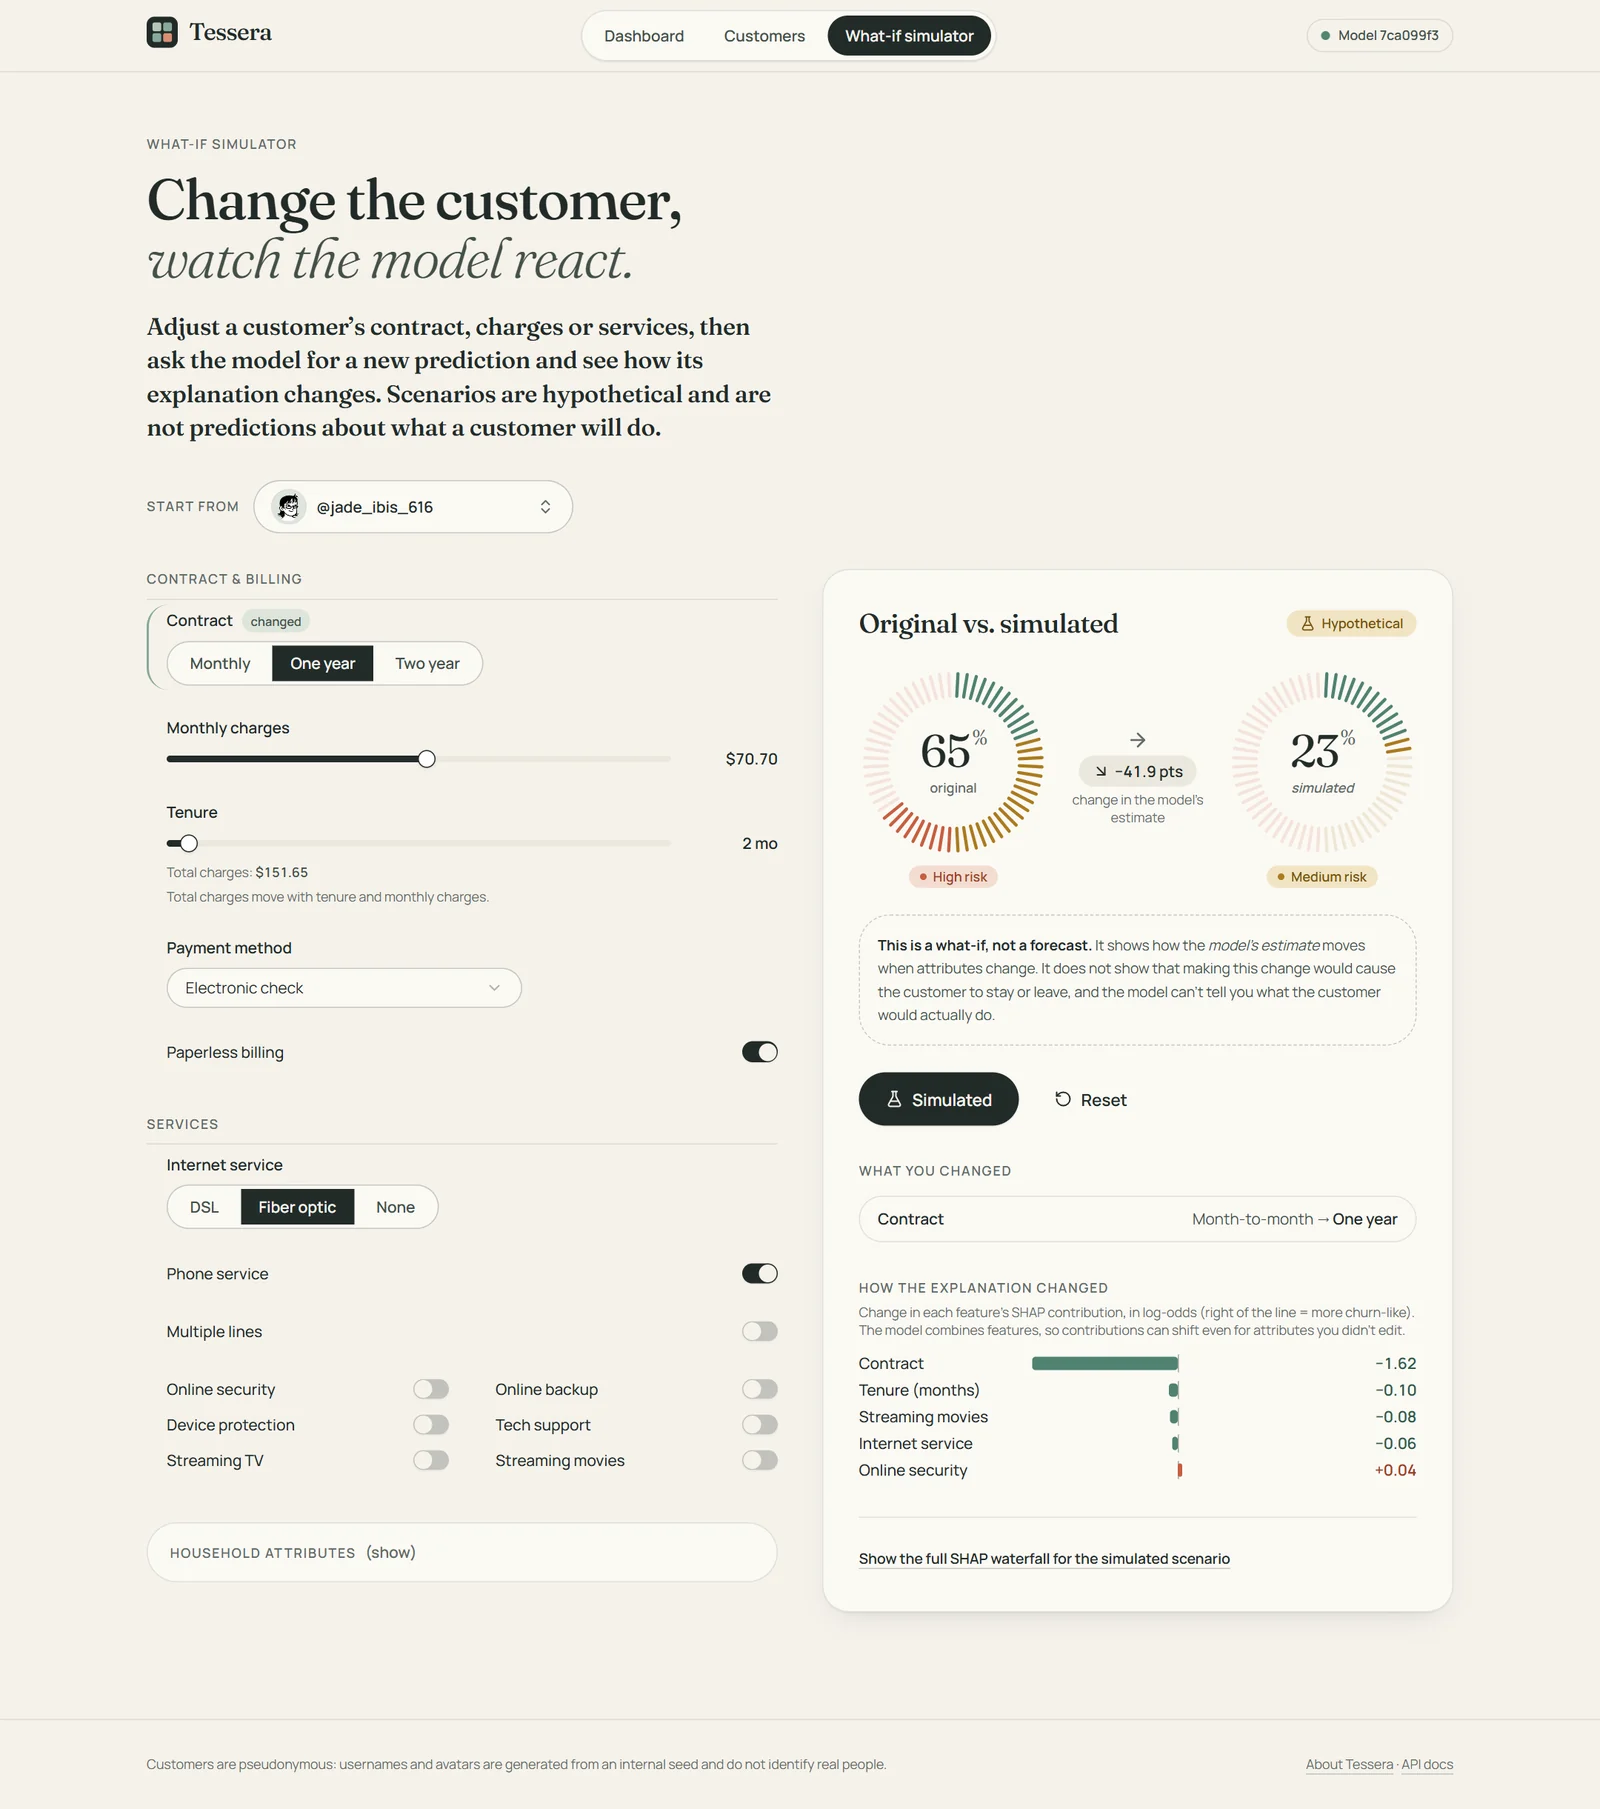 Tessera
Dashboard
Customers
What-if simulator
Model 7ca099f3
WHAT-IF SIMULATOR
Change the customer,
watch the model react.
Adjust a customer’s contract, charges or services, then
ask the model for a new prediction and see how its
explanation changes. Scenarios are hypothetical and are
not predictions about what a customer will do.
START FROM
@jade_ibis_616
CONTRACT & BILLING
Contract changed
Monthly One year Two year
Monthly charges
$70.70
Tenure
2 mo
Total charges: $151.65
Total charges move with tenure and monthly charges.
Payment method
Electronic check
Paperless billing
SERVICES
Internet service
DSL Fiber optic None
Phone service
Multiple lines
Online security Online backup
Device protection Tech support
Streaming TV Streaming movies
HOUSEHOLD ATTRIBUTES (show)
Original vs. simulated
Hypothetical
65%
original
High risk
→
↘ −41.9 pts
change in the model’s
estimate
23%
simulated
Medium risk
This is a what-if, not a forecast. It shows how the model’s estimate moves
when attributes change. It does not show that making this change would cause
the customer to stay or leave, and the model can’t tell you what the customer
would actually do.
Simulated
Reset
WHAT YOU CHANGED
Contract Month-to-month → One year
HOW THE EXPLANATION CHANGED
Change in each feature’s SHAP contribution, in log-odds (right of the line = more churn-like).
The model combines features, so contributions can shift even for attributes you didn’t edit.
Contract −1.62
Tenure (months) −0.10
Streaming movies −0.08
Internet service −0.06
Online security +0.04
Show the full SHAP waterfall for the simulated scenario
Customers are pseudonymous: usernames and avatars are generated from an internal seed and do not identify real people.
About Tessera · API docs